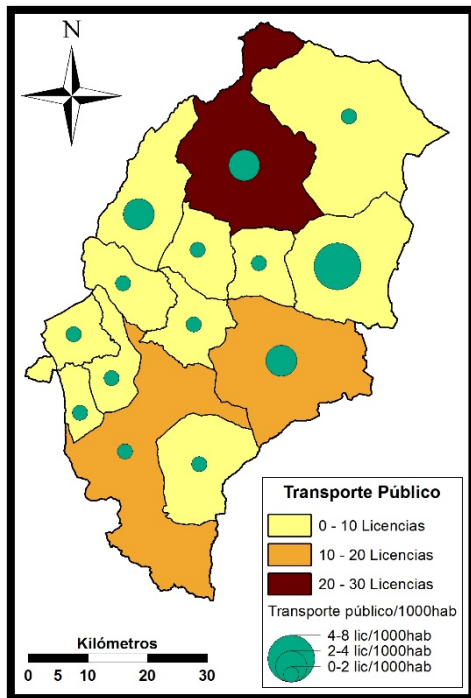 N
Transporte Público
0 - 10 Licencias
10 - 20 Licencias
20 - 30 Licencias
Transporte público/1000hab
4-8 lic/1000hab
2-4 lic/1000hab
0-2 lic/1000hab
Kilómetros
0 5 10 20 30